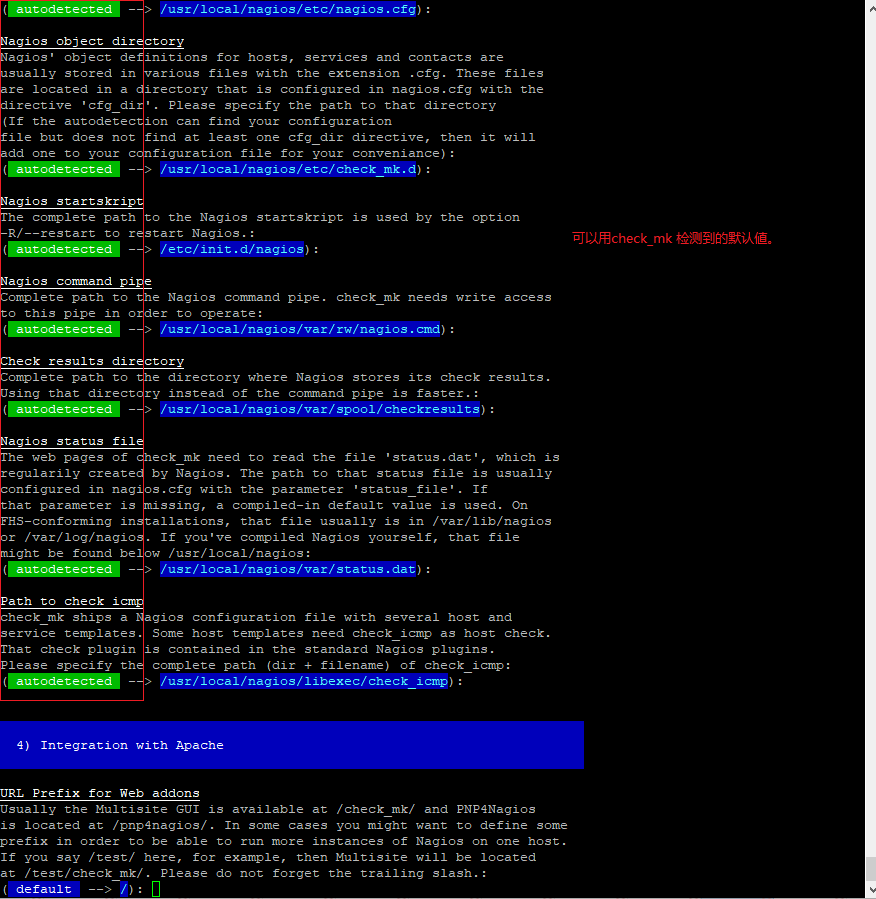 ( autodetected --> /usr/local/nagios/etc/nagios.cfg):
Nagios object directory
Nagios' object definitions for hosts, services and contacts are
usually stored in various files with the extension .cfg. These files
are located in a directory that is configured in nagios.cfg with the
directive 'cfg_dir'. Please specify the path to that directory
(If the autodetection can find your configuration
file but does not find at least one cfg_dir directive, then it will
add one to your configuration file for your conveniance):
( autodetected --> /usr/local/nagios/etc/check_mk.d):
Nagios startskript
The complete path to the Nagios startskript is used by the option
-R/--restart to restart Nagios.:
可以用check_mk 检测到的默认值。
( autodetected --> /etc/init.d/nagios):
Nagios command pipe
Complete path to the Nagios command pipe. check_mk needs write access
to this pipe in order to operate:
( autodetected --> /usr/local/nagios/var/rw/nagios.cmd):
Check results directory
Complete path to the directory where Nagios stores its check results.
Using that directory instead of the command pipe is faster.:
( autodetected --> /usr/local/nagios/var/spool/checkresults):
Nagios status file
The web pages of check_mk need to read the file 'status.dat', which is
regularily created by Nagios. The path to that status file is usually
configured in nagios.cfg with the parameter 'status_file'. If
that parameter is missing, a compiled-in default value is used. On
FHS-conforming installations, that file usually is in /var/lib/nagios
or /var/log/nagios. If you've compiled Nagios yourself, that file
might be found below /usr/local/nagios:
( autodetected --> /usr/local/nagios/var/status.dat):
Path to check_icmp
check_mk ships a Nagios configuration file with several host and
service templates. Some host templates need check_icmp as host check.
That check plugin is contained in the standard Nagios plugins.
Please specify the complete path (dir + filename) of check_icmp:
( autodetected --> /usr/local/nagios/libexec/check_icmp):
4) Integration with Apache
URL Prefix for Web addons
Usually the Multisite GUI is available at /check_mk/ and PNP4Nagios
is located at /pnp4nagios/. In some cases you might want to define some
prefix in order to be able to run more instances of Nagios on one host.
If you say /test/ here, for example, then Multisite will be located
at /test/check_mk/. Please do not forget the trailing slash.:
( default --> /):